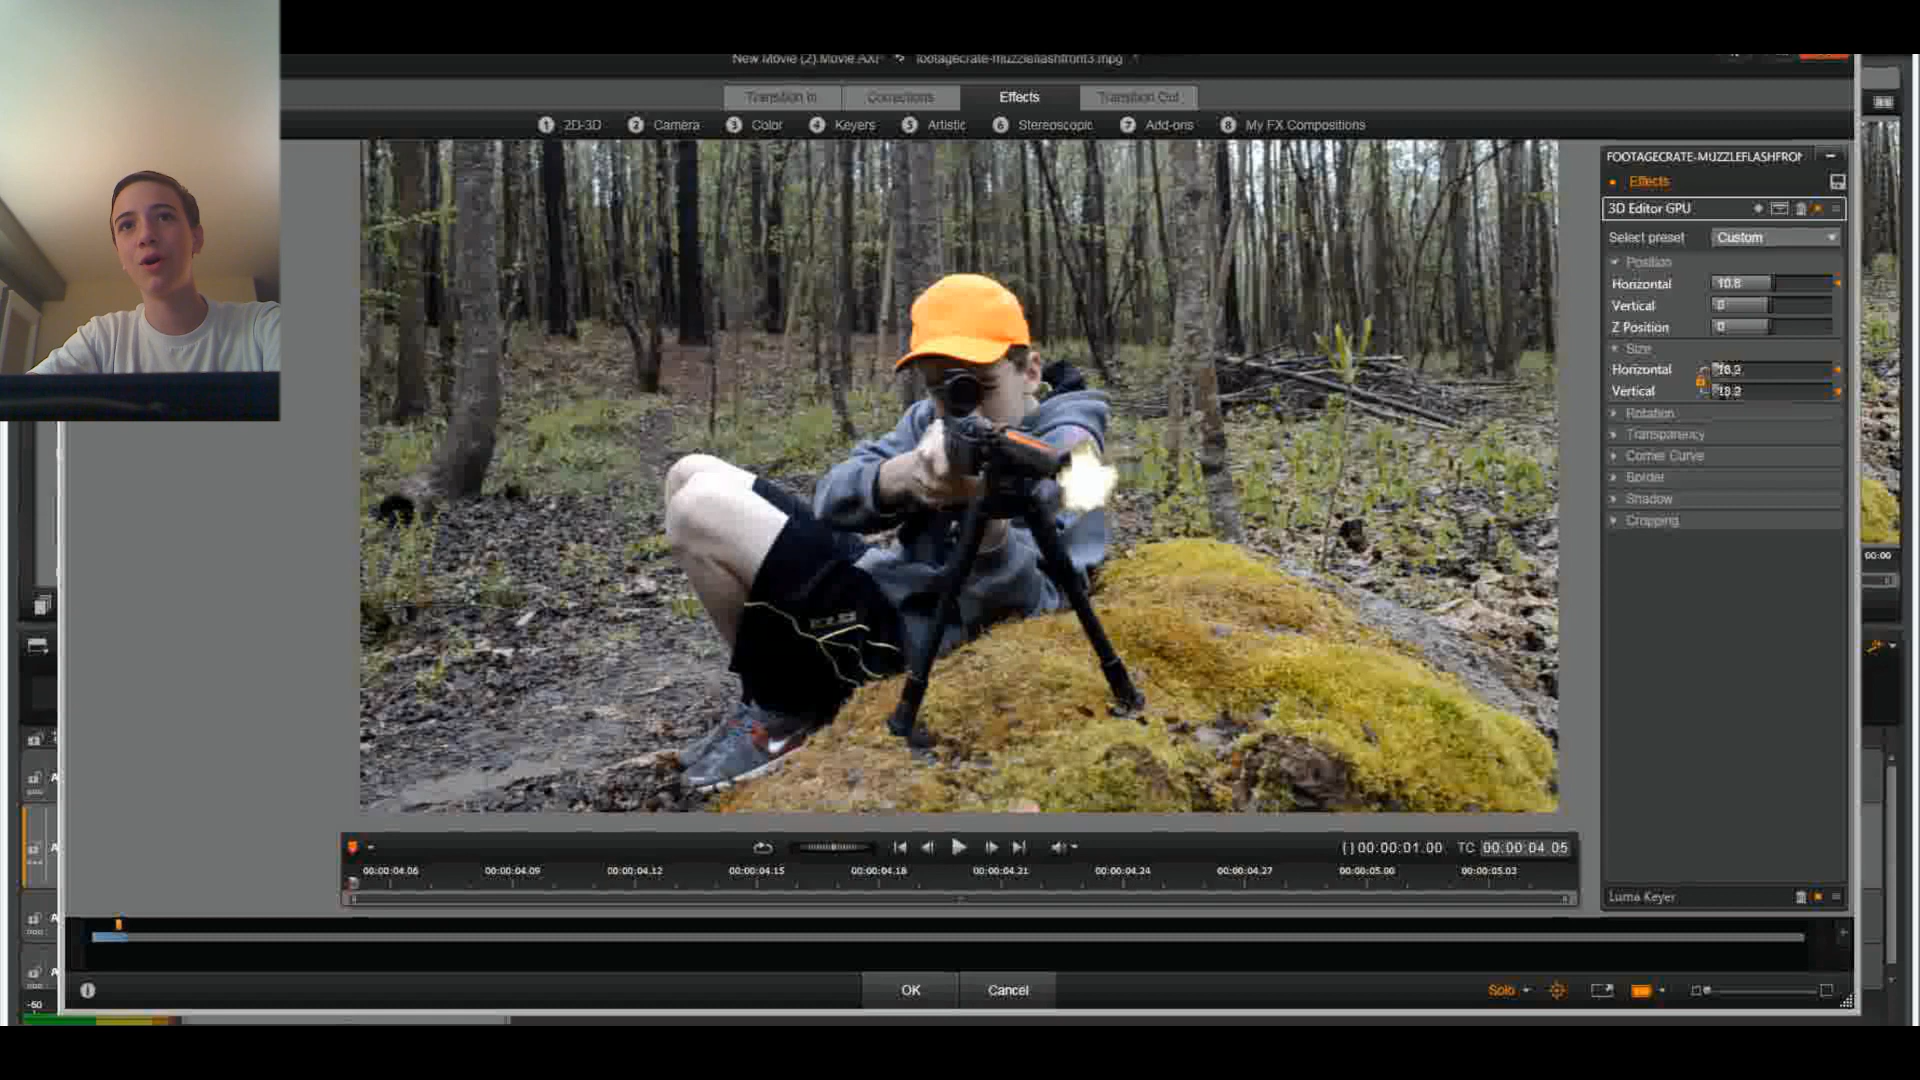 New Movie (2).Movie.AXP > footagecrate-muzzleflashfront3.mpg
Transition In Corrections Effects Transition Out
1 2D-3D 2 Camera 3 Color 4 Keyers 5 Artistic 6 Stereoscopic 7 Add-ons 8 My FX Compositions
FOOTAGECRATE-MUZZLEFLASHFRON
Effects
3D Editor GPU
Select preset Custom
Position
Horizontal 10.8
Vertical 0
Z Position 0
Size
Horizontal
Vertical
Rotation
Transparency
Corner Curve
Border
Shadow
Cropping
00:00
[ ] 00:00:01.00 TC 00:00:04.05
00:00:04.06 00:00:04.09 00:00:04.12 00:00:04.15 00:00:04.18 00:00:04.21 00:00:04.24 00:00:04.27 00:00:05.00 00:00:05.03
Luma Keyer
OK Cancel Solo
-60